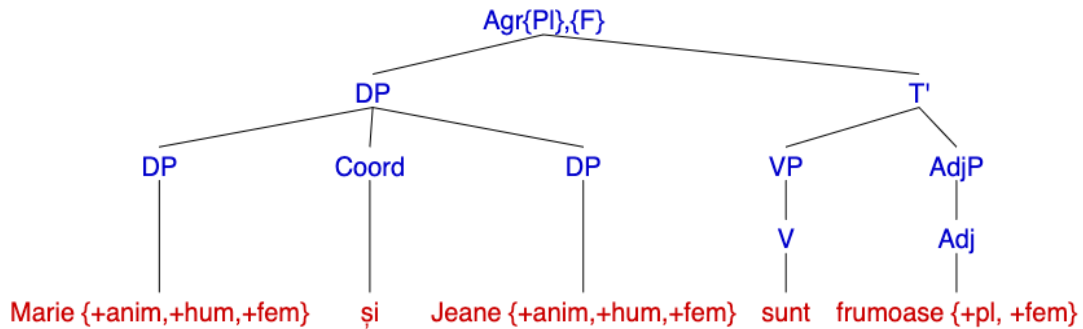 Agr{Pl},{F}
DP T'
DP Coord DP VP AdjP
V Adj
Marie {+anim,+hum,+fem} și Jeane {+anim,+hum,+fem} sunt frumoase {+pl, +fem}